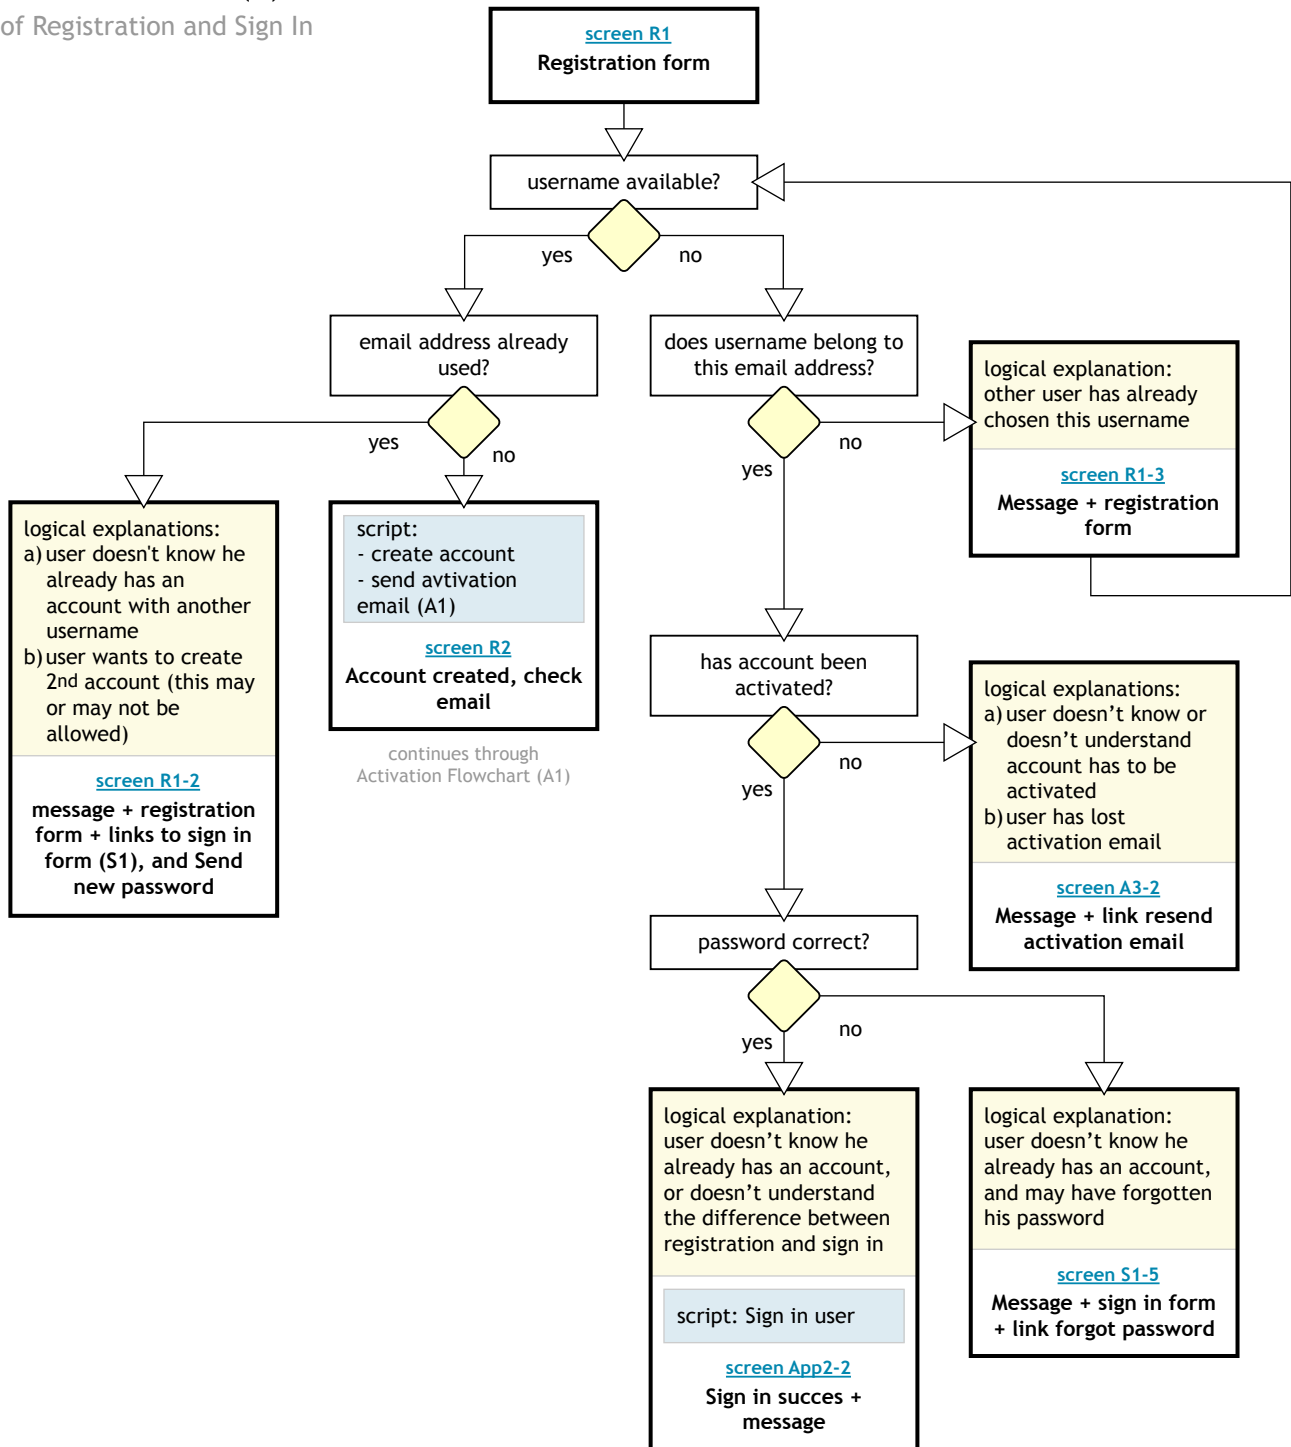 of Registration and Sign In
screen R1
Registration form
username available?
yes
no
email address already
used?
does username belong to
this email address?
logical explanation:
other user has already
chosen this username
screen R1-3
Message + registration
form
yes
no
yes
no
logical explanations:
a) user doesn't know he
already has an
account with another
username
b) user wants to create
2nd account (this may
or may not be
allowed)
screen R1-2
message + registration
form + links to sign in
form (S1), and Send
new password
script:
- create account
- send avtivation
email (A1)
screen R2
Account created, check
email
continues through
Activation Flowchart (A1)
has account been
activated?
yes
no
logical explanations:
a) user doesn’t know or
doesn’t understand
account has to be
activated
b) user has lost
activation email
screen A3-2
Message + link resend
activation email
password correct?
yes
no
logical explanation:
user doesn’t know he
already has an account,
or doesn’t understand
the difference between
registration and sign in
script: Sign in user
screen App2-2
Sign in succes +
message
logical explanation:
user doesn’t know he
already has an account,
and may have forgotten
his password
screen S1-5
Message + sign in form
+ link forgot password